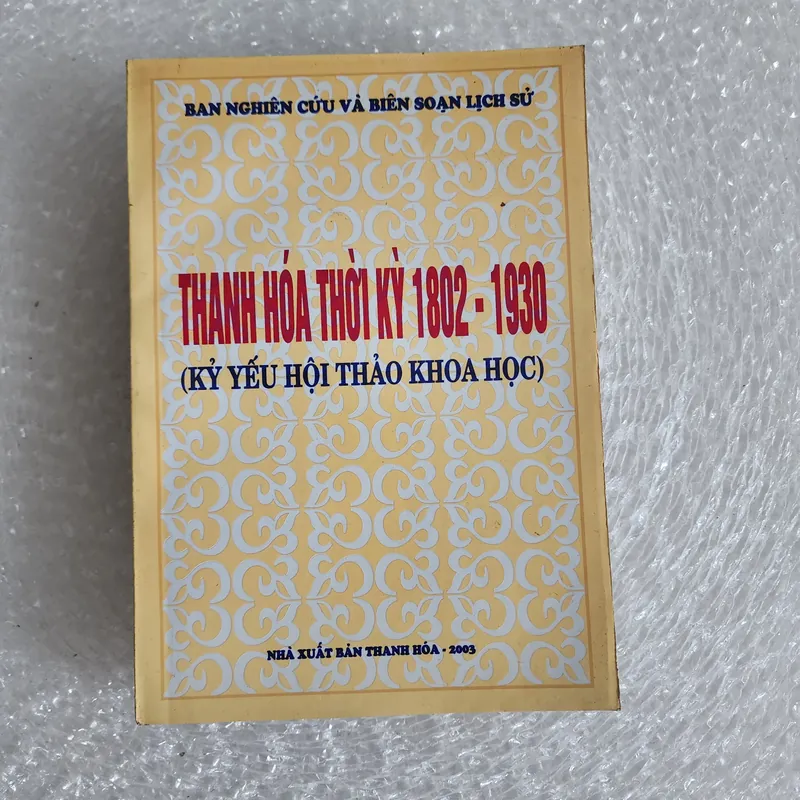 BAN NGHIÊN CỨU VÀ BIÊN SOẠN LỊCH SỬ
THANH HÓA THỜI KỲ 1802 - 1930
(KỶ YẾU HỘI THẢO KHOA HỌC)
NHÀ XUẤT BẢN THANH HÓA - 2003